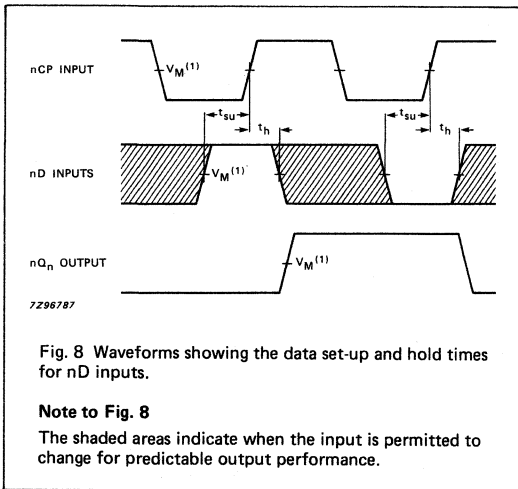 nCP INPUT
V_M(1)
t_su
t_h
t_su
t_h
nD INPUTS
V_M(1)
nQ_n OUTPUT
V_M(1)
7Z96787
Fig. 8 Waveforms showing the data set-up and hold times
for nD inputs.
Note to Fig. 8
The shaded areas indicate when the input is permitted to
change for predictable output performance.